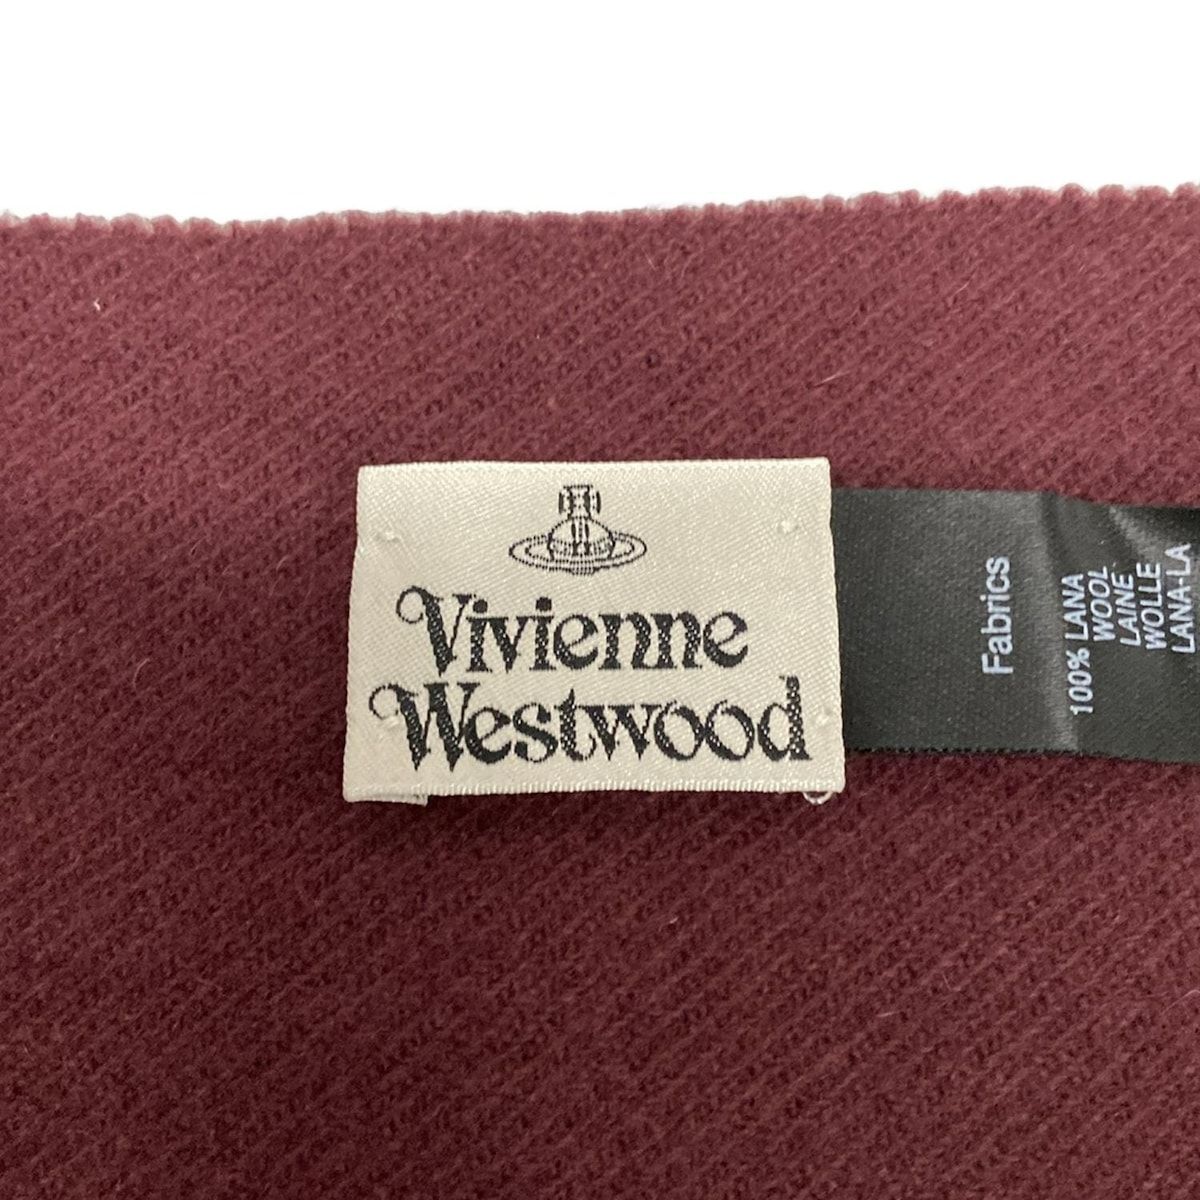 Vivienne
Westwood
Fabrics
100% LANA
WOOL
LAINE
WOLLE
LANA-LA